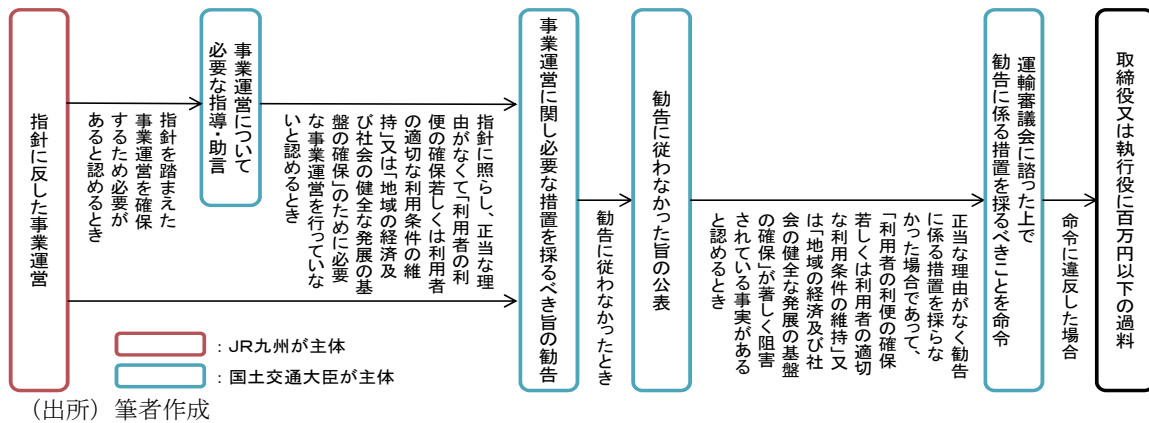 指針に反した事業運営
指針を踏まえた
事業運営を確保
するため必要が
あると認めるとき
事業運営について
必要な指導・助言
指針に照らし、正当な理
由がなくて「利用者の利
便の確保若しくは利用者
の適切な利用条件の維
持」又は「地域の経済及
び社会の健全な発展の基
盤の確保」のために必要
な事業運営を行っていな
いと認めるとき
事業運営に関し必要な措置を採るべき旨の勧告
勧告に従わなかったとき
勧告に従わなかった旨の公表
正当な理由がなく勧告
に係る措置を採らな
かった場合であって、
「利用者の利便の確保
若しくは利用者の適切
な利用条件の維持」又
は「地域の経済及び社
会の健全な発展の基盤
の確保」が著しく阻害
されている事実がある
と認めるとき
運輸審議会に諮った上で
勧告に係る措置を採るべきことを命令
命令に違反した場合
取締役又は執行役に百万円以下の過料
：JR九州が主体
：国土交通大臣が主体
（出所）筆者作成